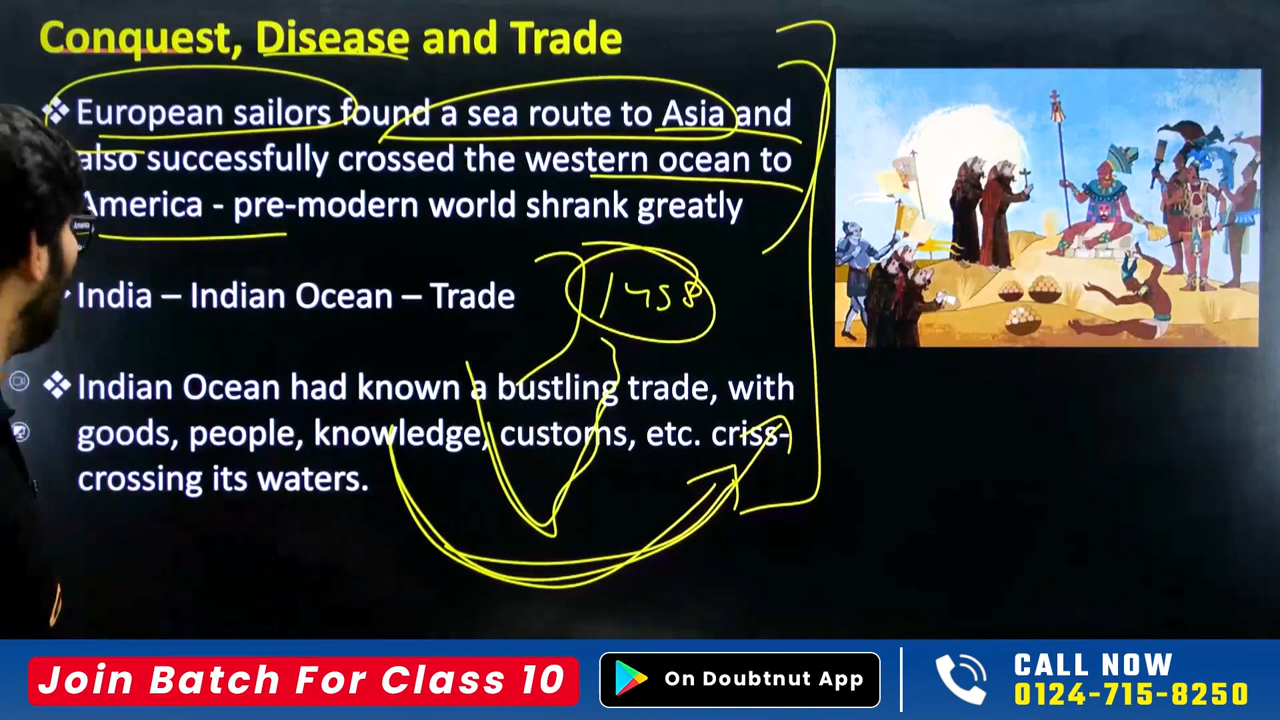 Conquest, Disease and Trade
❖ European sailors found a sea route to Asia and
also successfully crossed the western ocean to
America - pre-modern world shrank greatly
India – Indian Ocean – Trade
1458
❖ Indian Ocean had known a bustling trade, with
goods, people, knowledge, customs, etc. criss-
crossing its waters.
Join Batch For Class 10
On Doubtnut App
CALL NOW
0124-715-8250